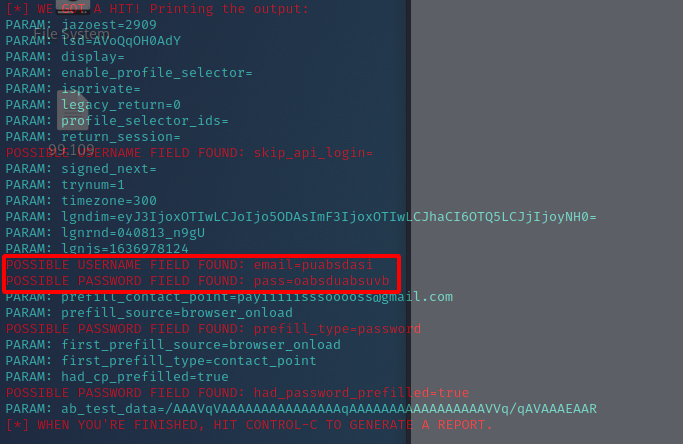 [*] WE GOT A HIT! Printing the output:
PARAM: jazoest=2909
PARAM: lsd=AVoQqOH0AdY
File System
PARAM: display=
PARAM: enable_profile_selector=
PARAM: isprivate=
PARAM: legacy_return=0
PARAM: profile_selector_ids=
PARAM: return_session=
99.109
POSSIBLE USERNAME FIELD FOUND: skip_api_login=
PARAM: signed_next=
PARAM: trynum=1
PARAM: timezone=300
PARAM: lgndim=eyJ3IjoxOTIwLCJoIjo5ODAsImF3IjoxOTIwLCJhaCI6OTQ5LCJjIjoyNH0=
PARAM: lgnrnd=040813_n9gU
PARAM: lgnjs=1636978124
POSSIBLE USERNAME FIELD FOUND: email=puabsdasi
POSSIBLE PASSWORD FIELD FOUND: pass=oabsduabsuvb
PARAM: prefill_contact_point=payiiiiisssooooss@gmail.com
PARAM: prefill_source=browser_onload
POSSIBLE PASSWORD FIELD FOUND: prefill_type=password
PARAM: first_prefill_source=browser_onload
PARAM: first_prefill_type=contact_point
PARAM: had_cp_prefilled=true
POSSIBLE PASSWORD FIELD FOUND: had_password_prefilled=true
PARAM: ab_test_data=/AAAVqVAAAAAAAAAAAAAAAqAAAAAAAAAAAAAAAAAVVq/qAVAAAEAAR
[*] WHEN YOU'RE FINISHED, HIT CONTROL-C TO GENERATE A REPORT.